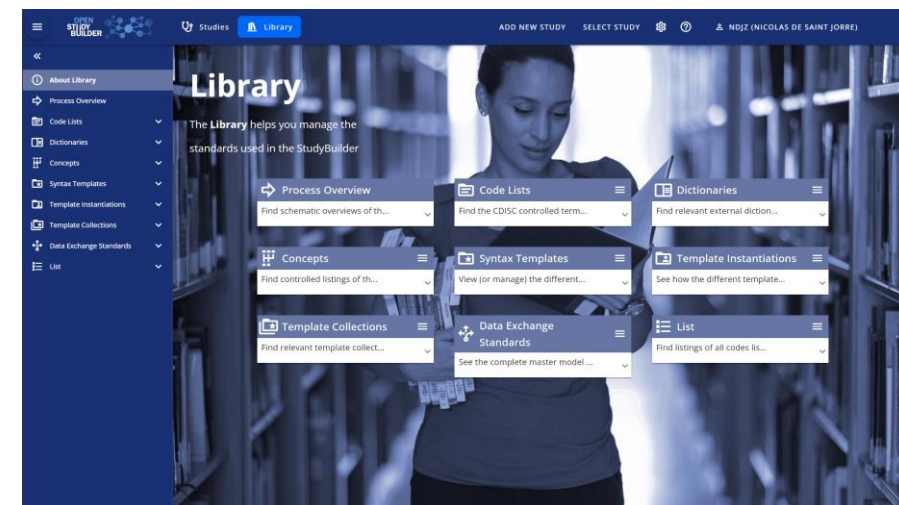 OPEN
STUDY
BUILDER
Studies
Library
ADD NEW STUDY
SELECT STUDY
NDJZ (NICOLAS DE SAINT JORRE)
About Library
Process Overview
Code Lists
Dictionaries
Concepts
Syntax Templates
Template Instantiations
Template Collections
Data Exchange Standards
List
Library
The Library helps you manage the
standards used in the StudyBuilder
Process Overview
Find schematic overviews of th...
Code Lists
Find the CDISC controlled term...
Dictionaries
Find relevant external diction...
Concepts
Find controlled listings of th...
Syntax Templates
View (or manage) the different...
Template Instantiations
See how the different template...
Template Collections
Find relevant template collect...
Data Exchange
Standards
See the complete master model ...
List
Find listings of all codes lis...